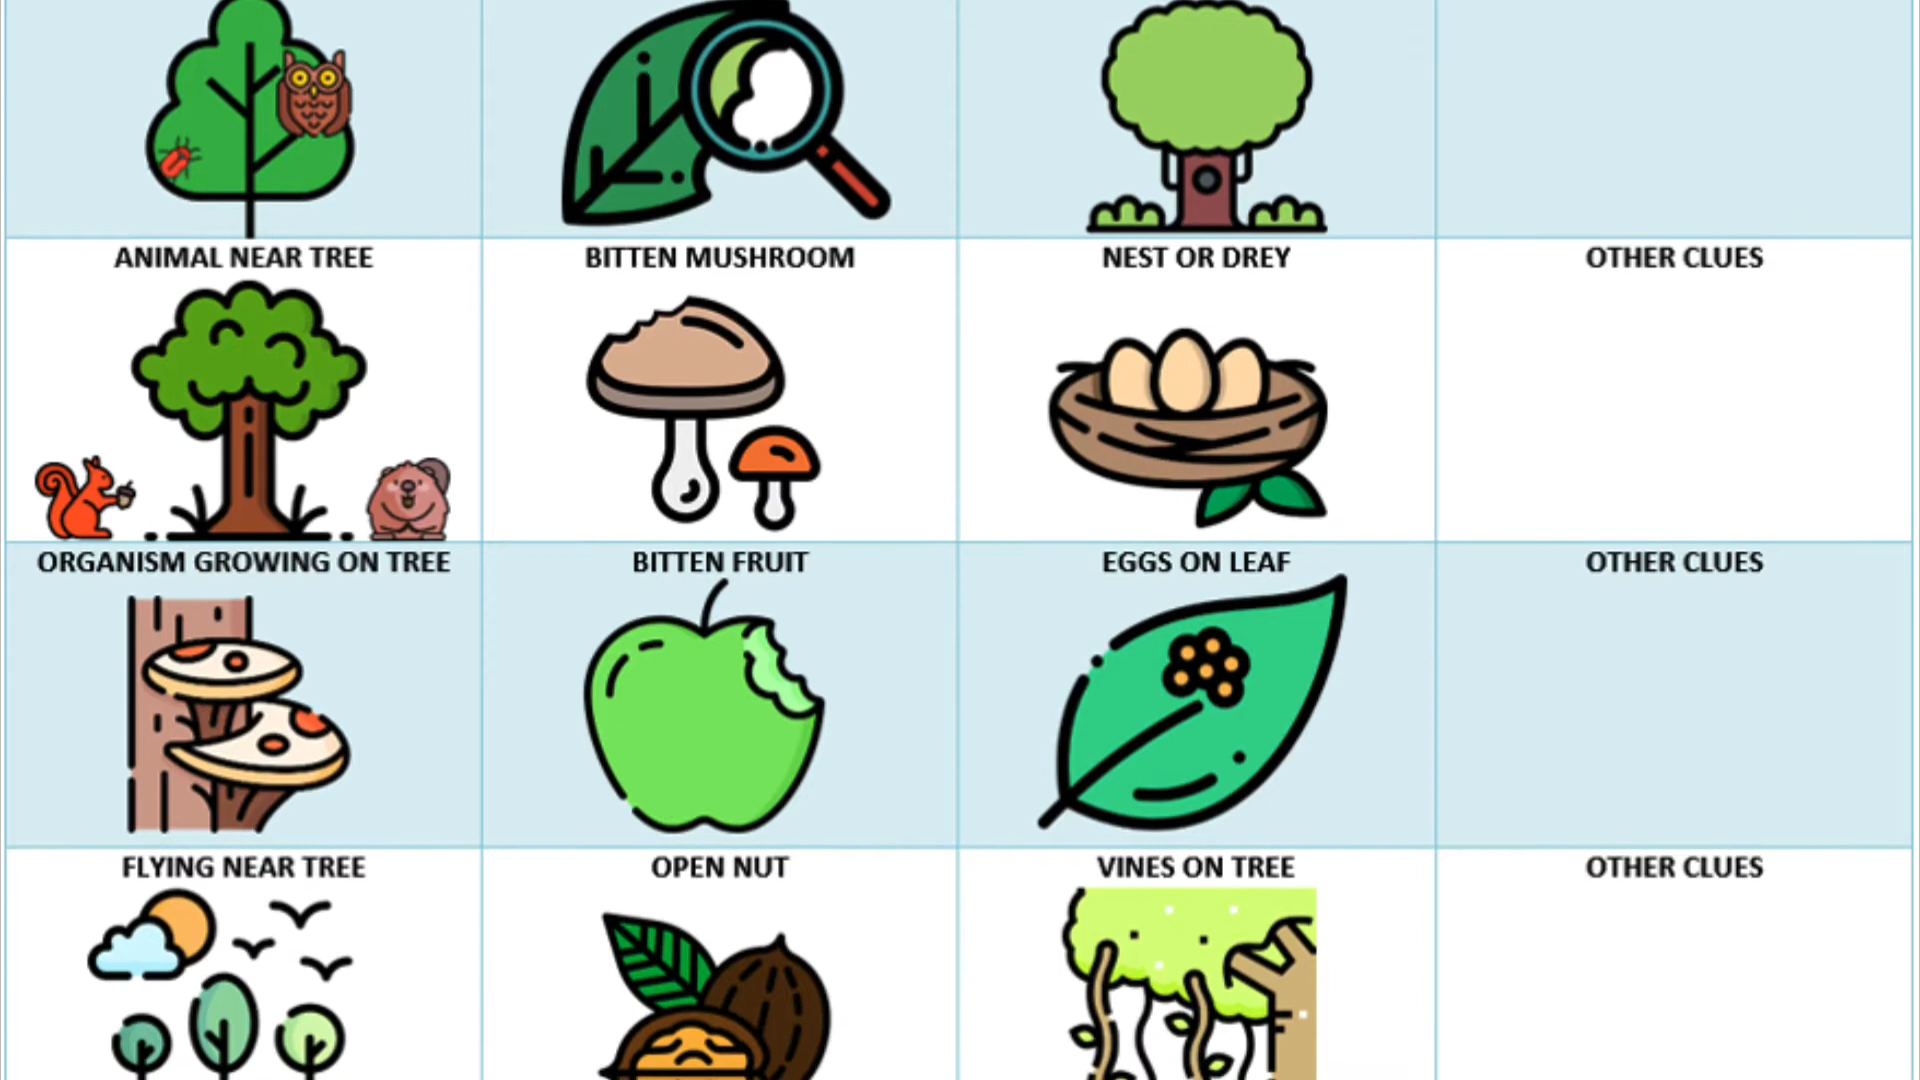 ANIMAL NEAR TREE
BITTEN MUSHROOM
NEST OR DREY
OTHER CLUES
ORGANISM GROWING ON TREE
BITTEN FRUIT
EGGS ON LEAF
OTHER CLUES
FLYING NEAR TREE
OPEN NUT
VINES ON TREE
OTHER CLUES